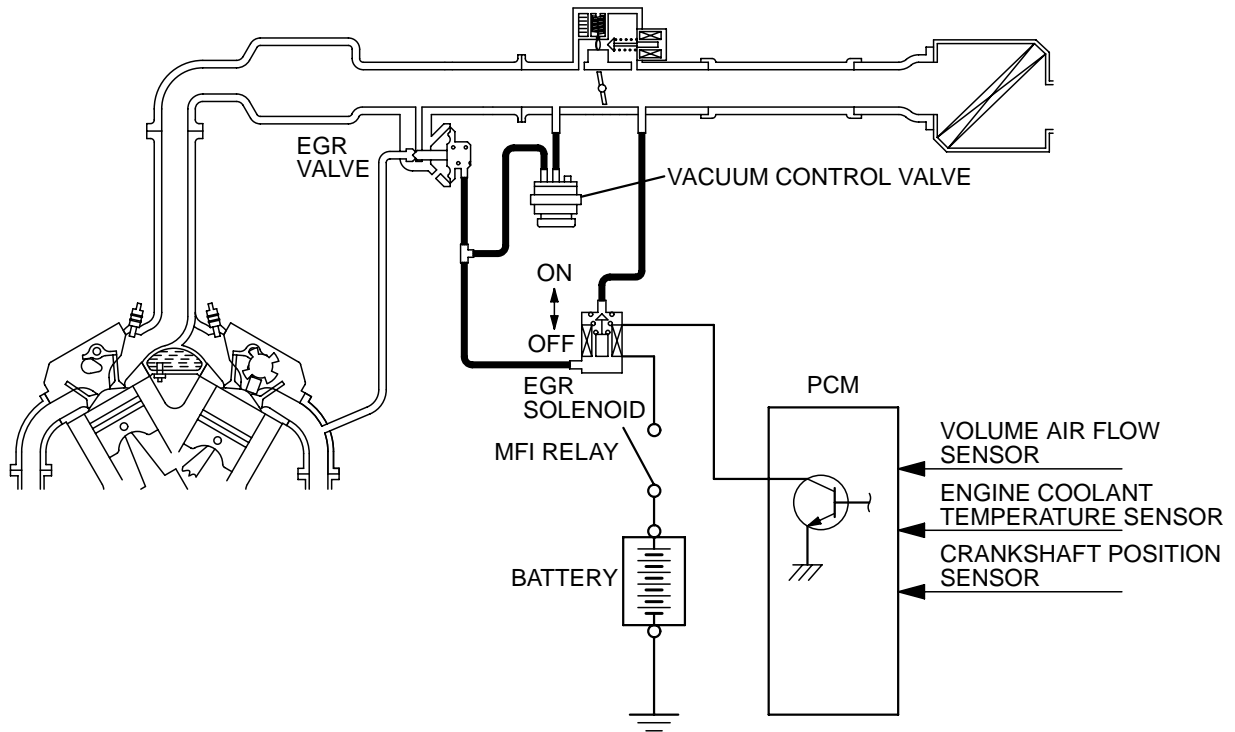 EGR
VALVE
VACUUM CONTROL VALVE
ON
OFF
EGR
SOLENOID
MFI RELAY
BATTERY
PCM
VOLUME AIR FLOW
SENSOR
ENGINE COOLANT
TEMPERATURE SENSOR
CRANKSHAFT POSITION
SENSOR